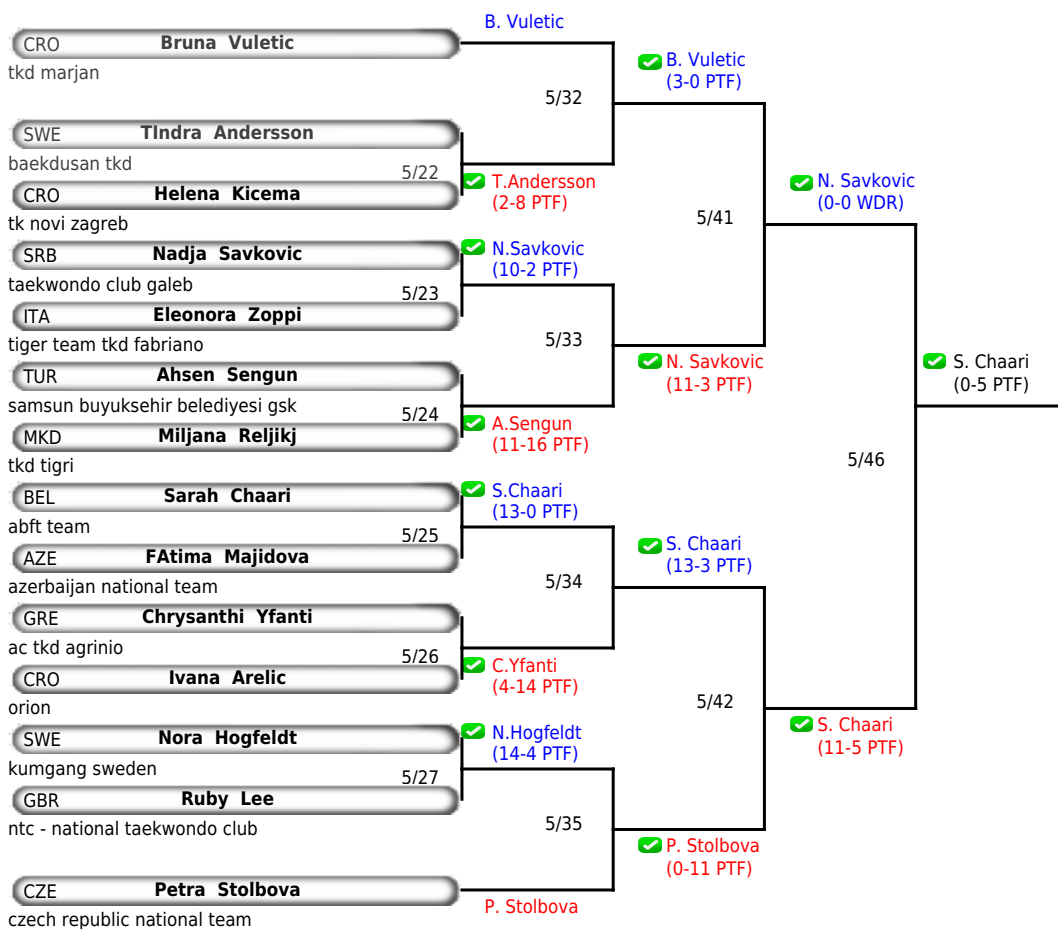 B. Vuletic
CRO Bruna Vuletic
tkd marjan
B. Vuletic
(3-0 PTF)
5/32
SWE TIndra Andersson
baekdusan tkd
5/22
T.Andersson
(2-8 PTF)
CRO Helena Kicema
tk novi zagreb
N. Savkovic
(0-0 WDR)
5/41
SRB Nadja Savkovic
taekwondo club galeb
N.Savkovic
(10-2 PTF)
5/23
ITA Eleonora Zoppi
tiger team tkd fabriano
5/33
N. Savkovic
(11-3 PTF)
S. Chaari
(0-5 PTF)
TUR Ahsen Sengun
samsun buyuksehir belediyesi gsk
5/24
A.Sengun
(11-16 PTF)
MKD Miljana Reljikj
tkd tigri
5/46
BEL Sarah Chaari
abft team
S.Chaari
(13-0 PTF)
5/25
S. Chaari
(13-3 PTF)
AZE FAtima Majidova
azerbaijan national team
5/34
GRE Chrysanthi Yfanti
ac tkd agrinio
5/26
C.Yfanti
(4-14 PTF)
CRO Ivana Arelic
orion
5/42
S. Chaari
(11-5 PTF)
SWE Nora Hogfeldt
kumgang sweden
N.Hogfeldt
(14-4 PTF)
5/27
GBR Ruby Lee
ntc - national taekwondo club
5/35
P. Stolbova
(0-11 PTF)
CZE Petra Stolbova
czech republic national team
P. Stolbova